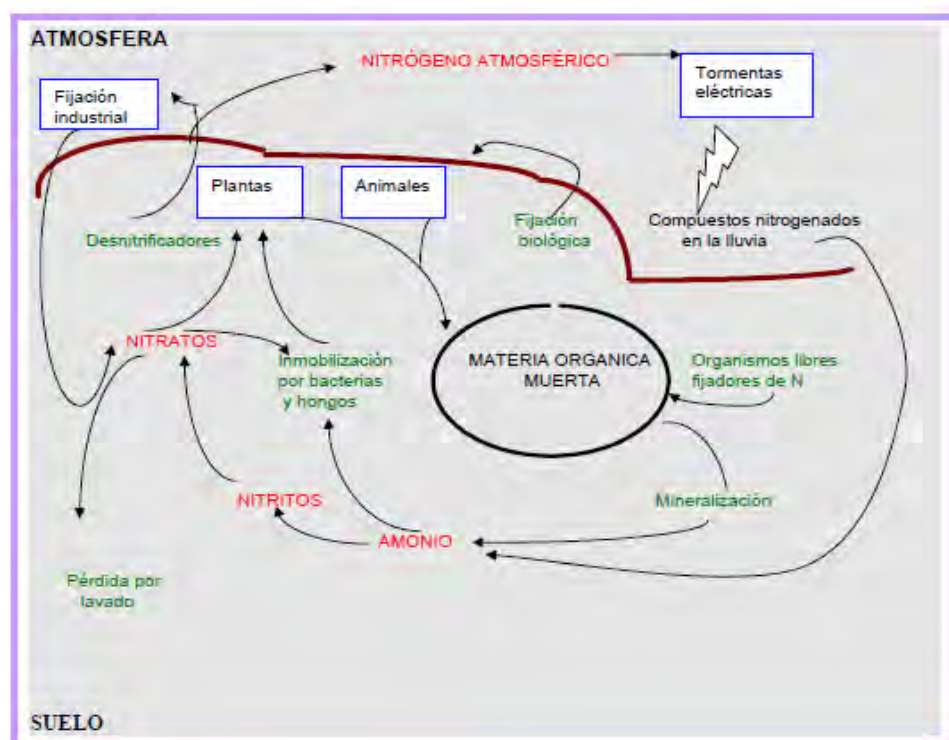 ATMOSFERA
NITRÓGENO ATMOSFÉRICO
Tormentas
eléctricas
Fijación
industrial
Plantas
Animales
Desnitrificadores
Fijación
biológica
Compuestos nitrogenados
en la lluvia
NITRATOS
Inmobilización
por bacterias
y hongos
MATERIA ORGANICA
MUERTA
Organismos libres
fijadores de N
NITRITOS
Mineralización
AMONIO
Pérdida por
lavado
SUELO